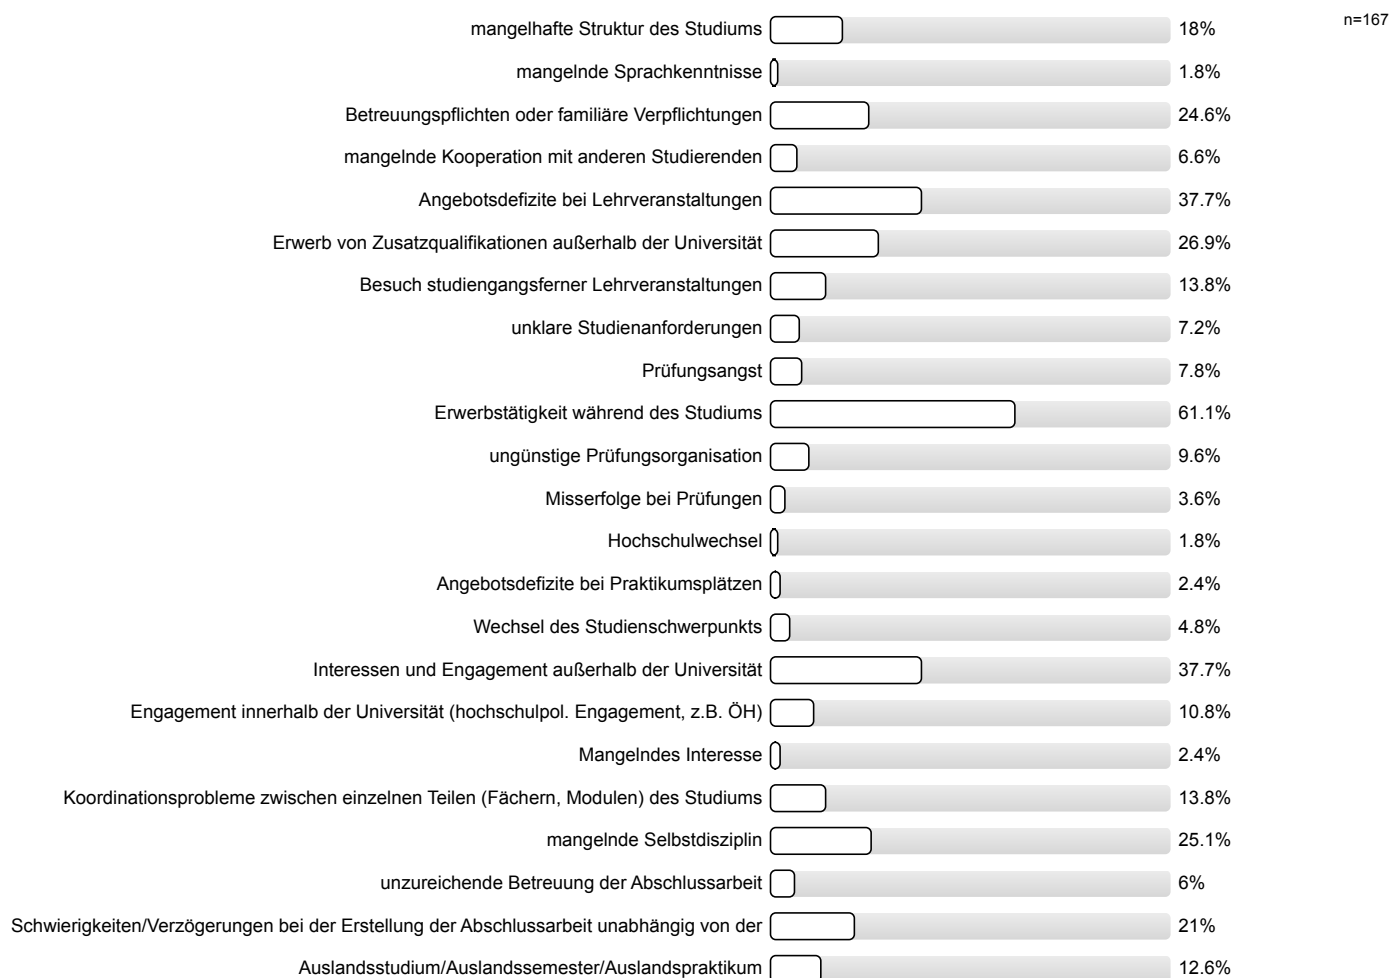 n=167
mangelhafte Struktur des Studiums 18%
mangelnde Sprachkenntnisse 1.8%
Betreuungspflichten oder familiäre Verpflichtungen 24.6%
mangelnde Kooperation mit anderen Studierenden 6.6%
Angebotsdefizite bei Lehrveranstaltungen 37.7%
Erwerb von Zusatzqualifikationen außerhalb der Universität 26.9%
Besuch studiengangsferner Lehrveranstaltungen 13.8%
unklare Studienanforderungen 7.2%
Prüfungsangst 7.8%
Erwerbstätigkeit während des Studiums 61.1%
ungünstige Prüfungsorganisation 9.6%
Misserfolge bei Prüfungen 3.6%
Hochschulwechsel 1.8%
Angebotsdefizite bei Praktikumsplätzen 2.4%
Wechsel des Studienschwerpunkts 4.8%
Interessen und Engagement außerhalb der Universität 37.7%
Engagement innerhalb der Universität (hochschulpol. Engagement, z.B. ÖH) 10.8%
Mangelndes Interesse 2.4%
Koordinationsprobleme zwischen einzelnen Teilen (Fächern, Modulen) des Studiums 13.8%
mangelnde Selbstdisziplin 25.1%
unzureichende Betreuung der Abschlussarbeit 6%
Schwierigkeiten/Verzögerungen bei der Erstellung der Abschlussarbeit unabhängig von der 21%
Auslandsstudium/Auslandssemester/Auslandspraktikum 12.6%